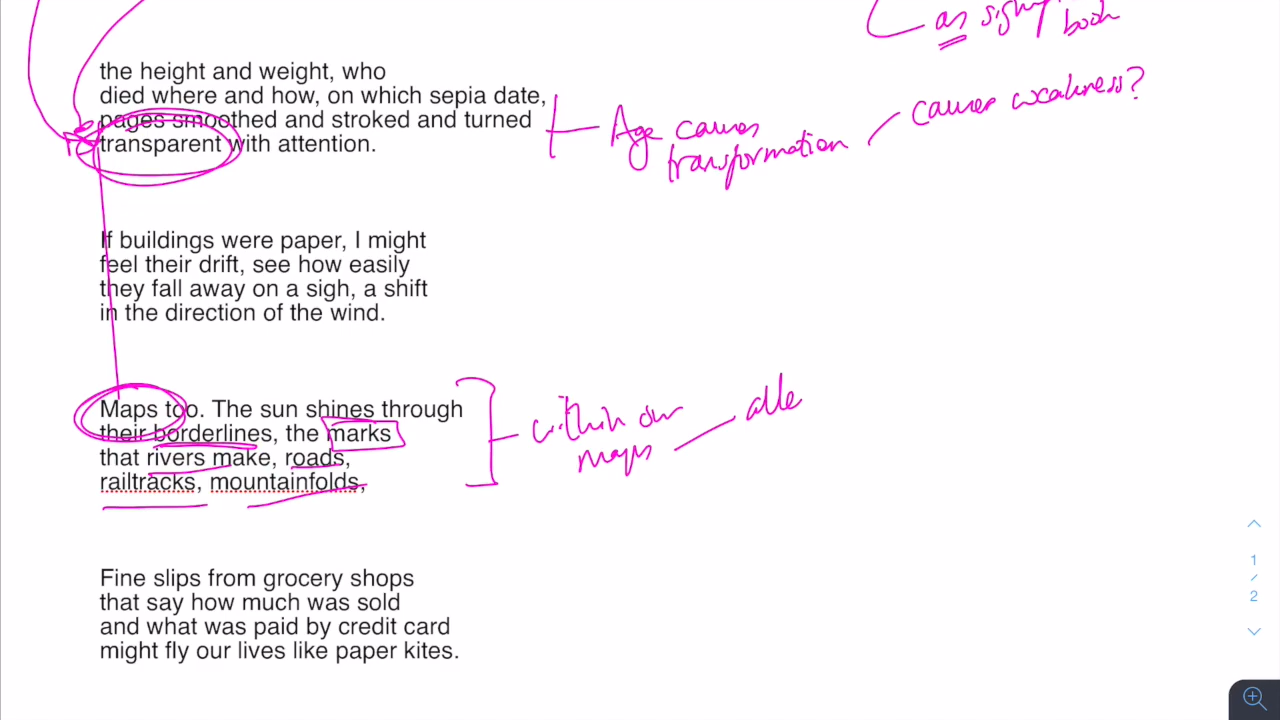 as
book
the height and weight, who
died where and how, on which sepia date,
pages smoothed and stroked and turned
transparent with attention.
Age causes
transformation
causes weakness?
If buildings were paper, I might
feel their drift, see how easily
they fall away on a sigh, a shift
in the direction of the wind.
Maps too. The sun shines through
their borderlines, the marks
that rivers make, roads,
railtracks, mountainfolds,
within our
maps
alle
Fine slips from grocery shops
that say how much was sold
and what was paid by credit card
might fly our lives like paper kites.
1
/
2